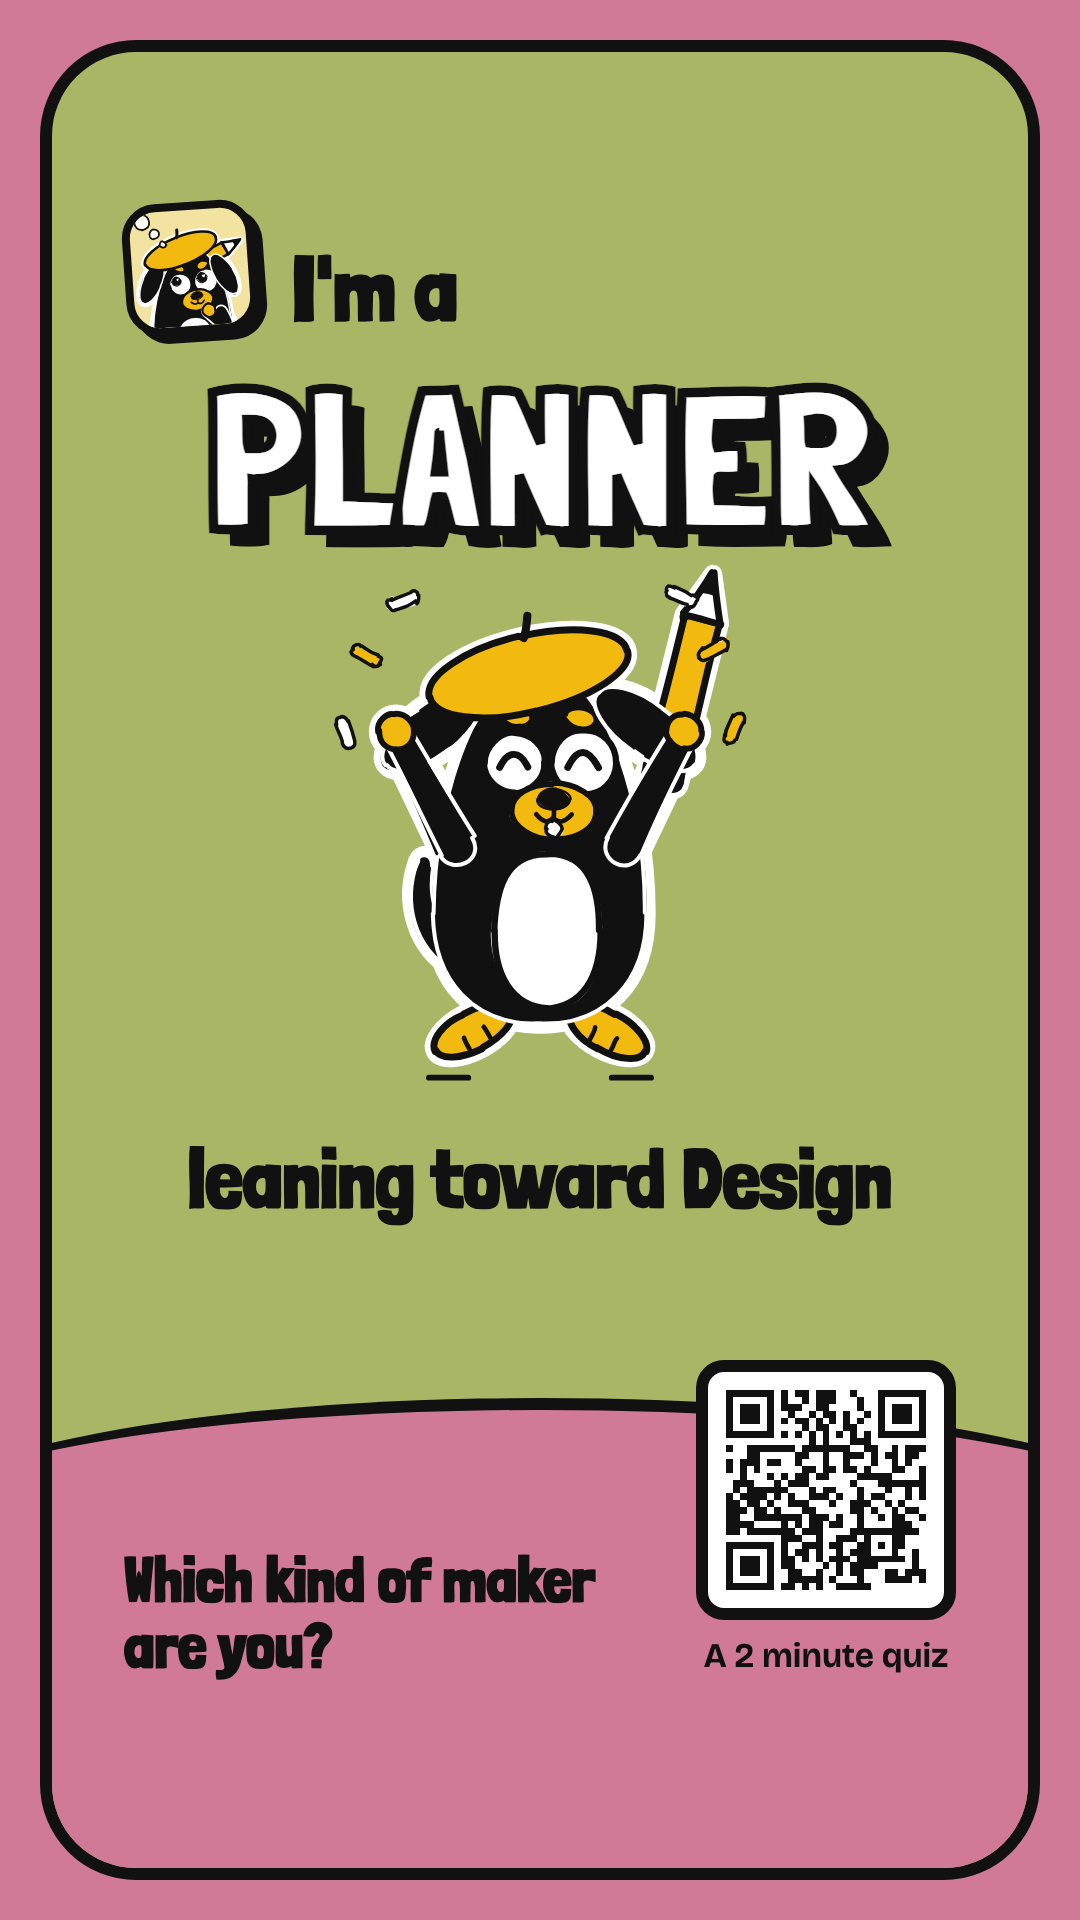 I'm a
PLANNER
leaning toward Design
Which kind of maker
are you?
A 2 minute quiz